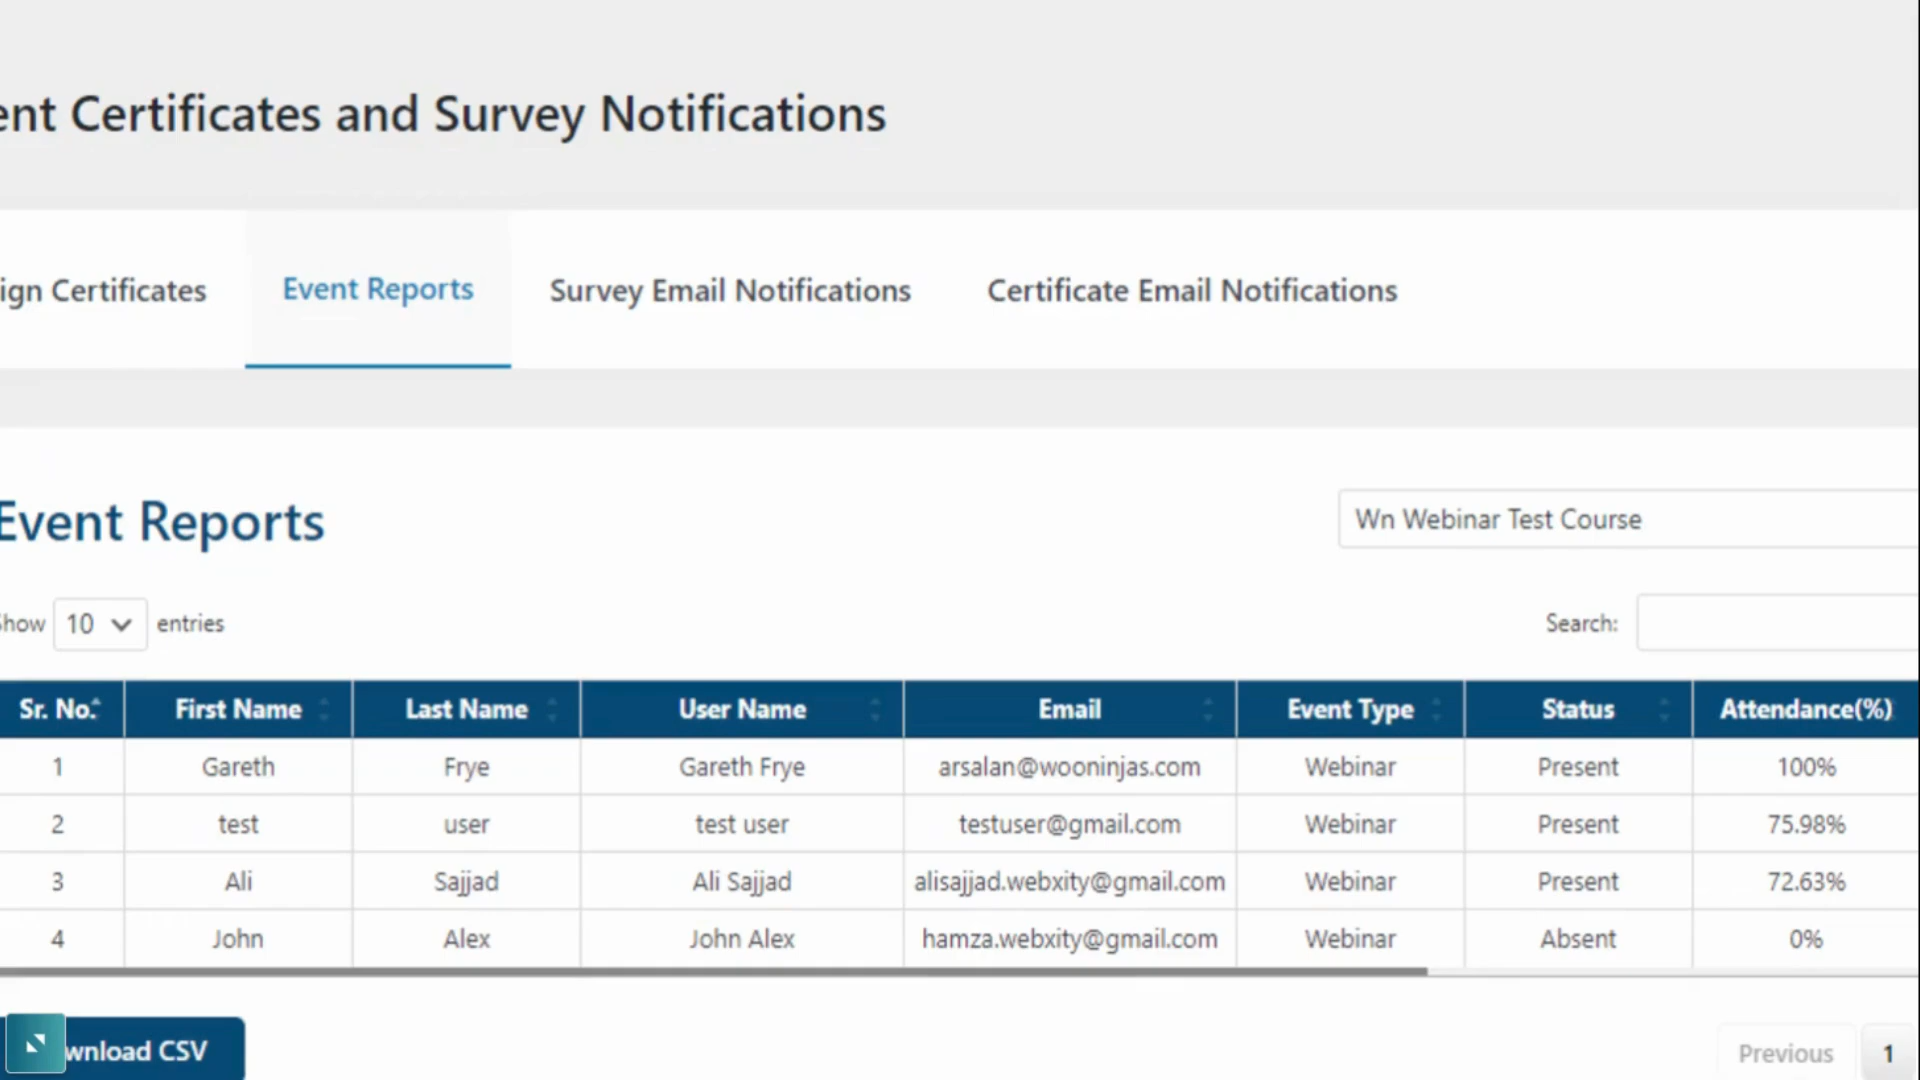 ent Certificates and Survey Notifications
ign Certificates Event Reports Survey Email Notifications Certificate Email Notifications
Event Reports Wn Webinar Test Course
Show 10 entries Search:
Sr. No. First Name Last Name User Name Email Event Type Status Attendance(%)
1 Gareth Frye Gareth Frye arsalan@wooninjas.com Webinar Present 100%
2 test user test user testuser@gmail.com Webinar Present 75.98%
3 Ali Sajjad Ali Sajjad alisajjad.webxity@gmail.com Webinar Present 72.63%
4 John Alex John Alex hamza.webxity@gmail.com Webinar Absent 0%
wnload CSV Previous 1